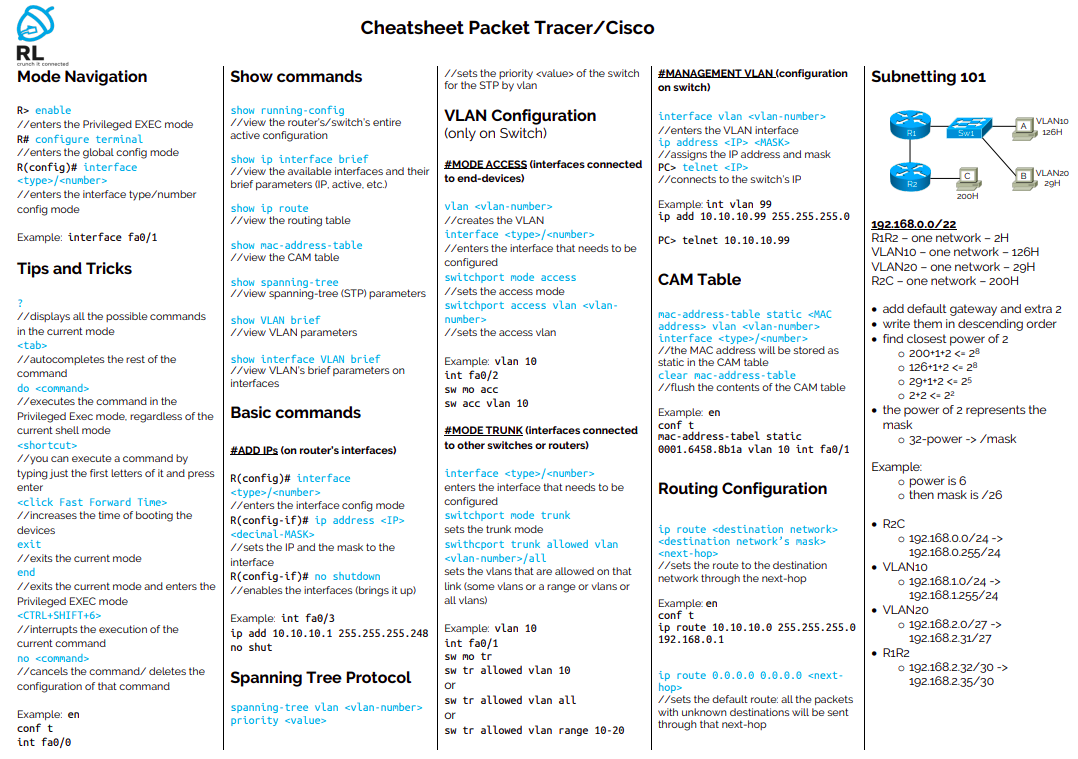 RL
crunch it connected
Cheatsheet Packet Tracer/Cisco
Mode Navigation
R> enable
//enters the Privileged EXEC mode
R# configure terminal
//enters the global config mode
R(config)# interface
<type>/<number>
//enters the interface type/number
config mode
Example: interface fa0/1
Tips and Tricks
?
//displays all the possible commands
in the current mode
<tab>
//autocompletes the rest of the
command
do <command>
//executes the command in the
Privileged Exec mode, regardless of the
current shell mode
<shortcut>
//you can execute a command by
typing just the first letters of it and press
enter
<click Fast Forward Time>
//increases the time of booting the
devices
exit
//exits the current mode
end
//exits the current mode and enters the
Privileged EXEC mode
<CTRL+SHIFT+6>
//interrupts the execution of the
current command
no <command>
//cancels the command/ deletes the
configuration of that command
Example: en
conf t
int fa0/0
Show commands
show running-config
//view the router's/switch's entire
active configuration
show ip interface brief
//view the available interfaces and their
brief parameters (IP, active, etc.)
show ip route
//view the routing table
show mac-address-table
//view the CAM table
show spanning-tree
//view spanning-tree (STP) parameters
show VLAN brief
//view VLAN parameters
show interface VLAN brief
//view VLAN's brief parameters on
interfaces
Basic commands
#ADD IPs (on router's interfaces)
R(config)# interface
<type>/<number>
//enters the interface config mode
R(config-if)# ip address <IP>
<decimal-MASK>
//sets the IP and the mask to the
interface
R(config-if)# no shutdown
//enables the interfaces (brings it up)
Example: int fa0/3
ip add 10.10.10.1 255.255.255.248
no shut
Spanning Tree Protocol
spanning-tree vlan <vlan-number>
priority <value>
//sets the priority <value> of the switch
for the STP by vlan
VLAN Configuration
(only on Switch)
#MODE ACCESS (interfaces connected
to end-devices)
vlan <vlan-number>
//creates the VLAN
interface <type>/<number>
//enters the interface that needs to be
configured
switchport mode access
//sets the access mode
switchport access vlan <vlan-
number>
//sets the access vlan
Example: vlan 10
int fa0/2
sw mo acc
sw acc vlan 10
#MODE TRUNK (interfaces connected
to other switches or routers)
interface <type>/<number>
enters the interface that needs to be
configured
switchport mode trunk
sets the trunk mode
swithcport trunk allowed vlan
<vlan-number>/all
sets the vlans that are allowed on that
link (some vlans or a range or vlans or
all vlans)
Example: vlan 10
int fa0/1
sw mo tr
sw tr allowed vlan 10
or
sw tr allowed vlan all
or
sw tr allowed vlan range 10-20
#MANAGEMENT VLAN (configuration
on switch)
interface vlan <vlan-number>
//enters the VLAN interface
ip address <IP> <MASK>
//assigns the IP address and mask
PC> telnet <IP>
//connects to the switch's IP
Example: int vlan 99
ip add 10.10.10.99 255.255.255.0
PC> telnet 10.10.10.99
CAM Table
mac-address-table static <MAC
address> vlan <vlan-number>
interface <type>/<number>
//the MAC address will be stored as
static in the CAM table
clear mac-address-table
//flush the contents of the CAM table
Example: en
conf t
mac-address-tabel static
0001.6458.8b1a vlan 10 int fa0/1
Routing Configuration
ip route <destination network>
<destination network's mask>
<next-hop>
//sets the route to the destination
network through the next-hop
Example: en
conf t
ip route 10.10.10.0 255.255.255.0
192.168.0.1
ip route 0.0.0.0 0.0.0.0 <next-
hop>
//sets the default route: all the packets
with unknown destinations will be sent
through that next-hop
Subnetting 101
R1
Sw1
A
VLAN10
126H
R2
C
200H
B
VLAN20
29H
192.168.0.0/22
R1R2 – one network – 2H
VLAN10 – one network – 126H
VLAN20 – one network – 29H
R2C – one network – 200H
• add default gateway and extra 2
• write them in descending order
• find closest power of 2
o 200+1+2 <= 2⁸
o 126+1+2 <= 2⁸
o 29+1+2 <= 2⁵
o 2+2 <= 2²
• the power of 2 represents the
mask
o 32-power -> /mask
Example:
o power is 6
o then mask is /26
• R2C
o 192.168.0.0/24 ->
192.168.0.255/24
• VLAN10
o 192.168.1.0/24 ->
192.168.1.255/24
• VLAN20
o 192.168.2.0/27 ->
192.168.2.31/27
• R1R2
o 192.168.2.32/30 ->
192.168.2.35/30